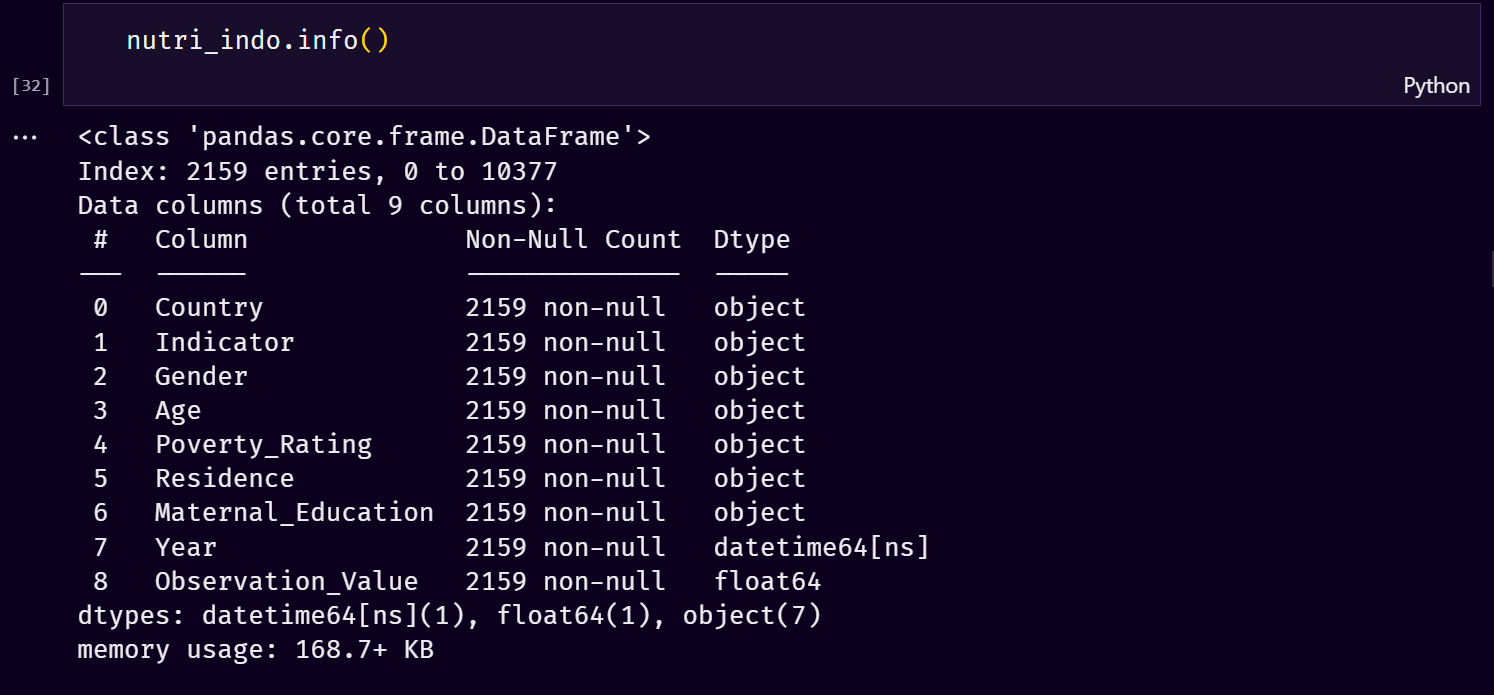 nutri_indo.info()
[32]
Python
...
<class 'pandas.core.frame.DataFrame'>
Index: 2159 entries, 0 to 10377
Data columns (total 9 columns):
 #   Column              Non-Null Count  Dtype
---  ------              --------------  -----
 0   Country             2159 non-null   object
 1   Indicator           2159 non-null   object
 2   Gender              2159 non-null   object
 3   Age                 2159 non-null   object
 4   Poverty_Rating      2159 non-null   object
 5   Residence           2159 non-null   object
 6   Maternal_Education  2159 non-null   object
 7   Year                2159 non-null   datetime64[ns]
 8   Observation_Value   2159 non-null   float64
dtypes: datetime64[ns](1), float64(1), object(7)
memory usage: 168.7+ KB